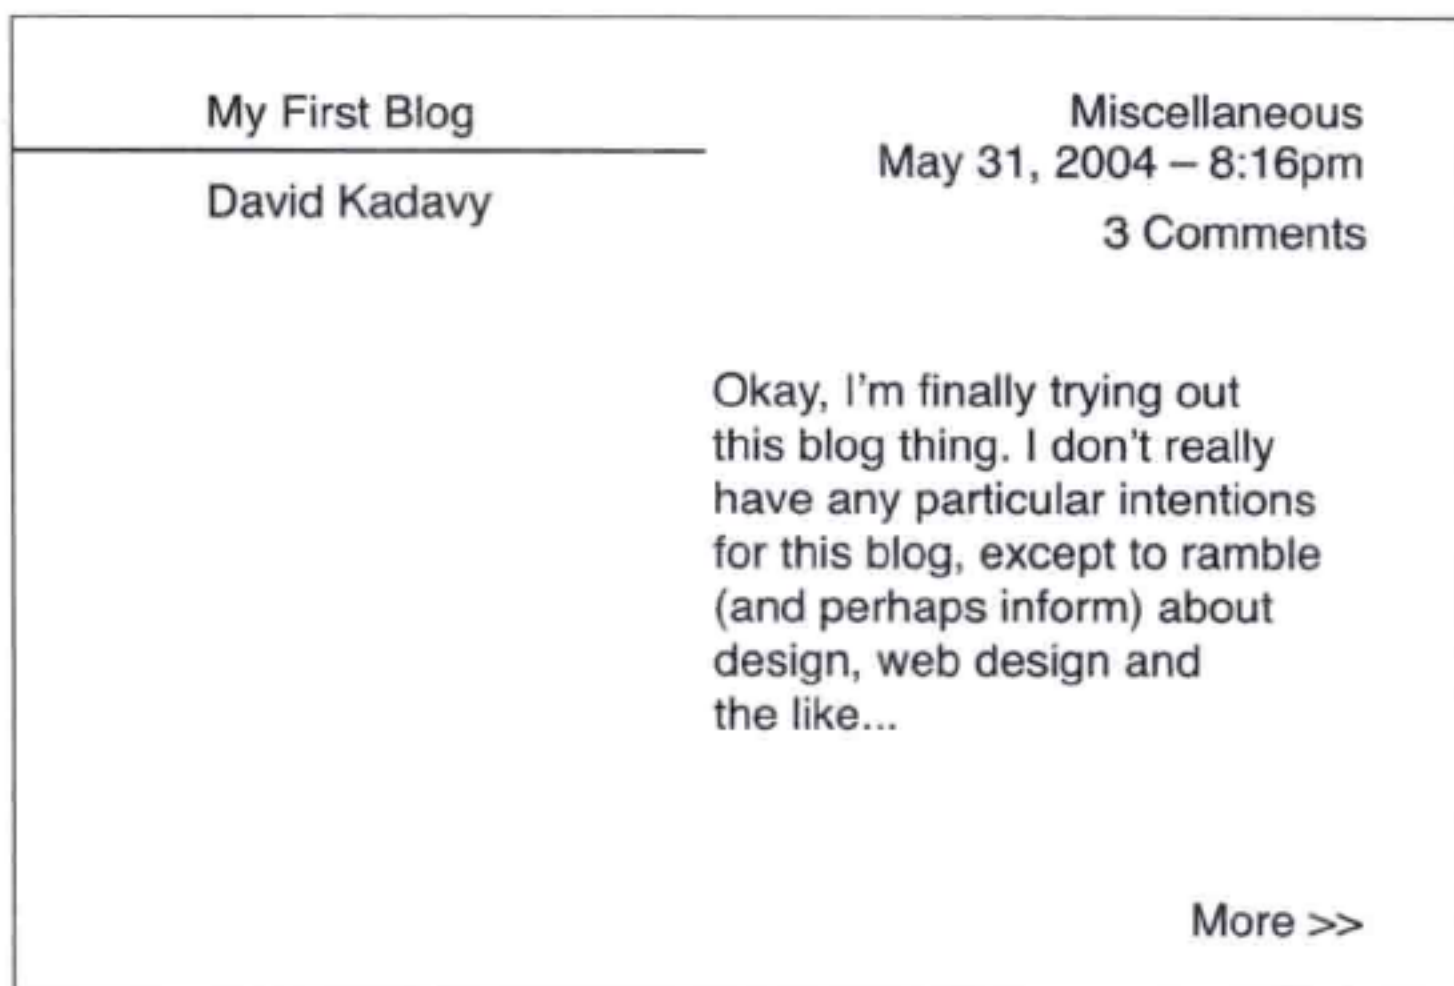 My First Blog
David Kadavy
Miscellaneous
May 31, 2004 – 8:16pm
3 Comments
Okay, I'm finally trying out
this blog thing. I don't really
have any particular intentions
for this blog, except to ramble
(and perhaps inform) about
design, web design and
the like...
More >>